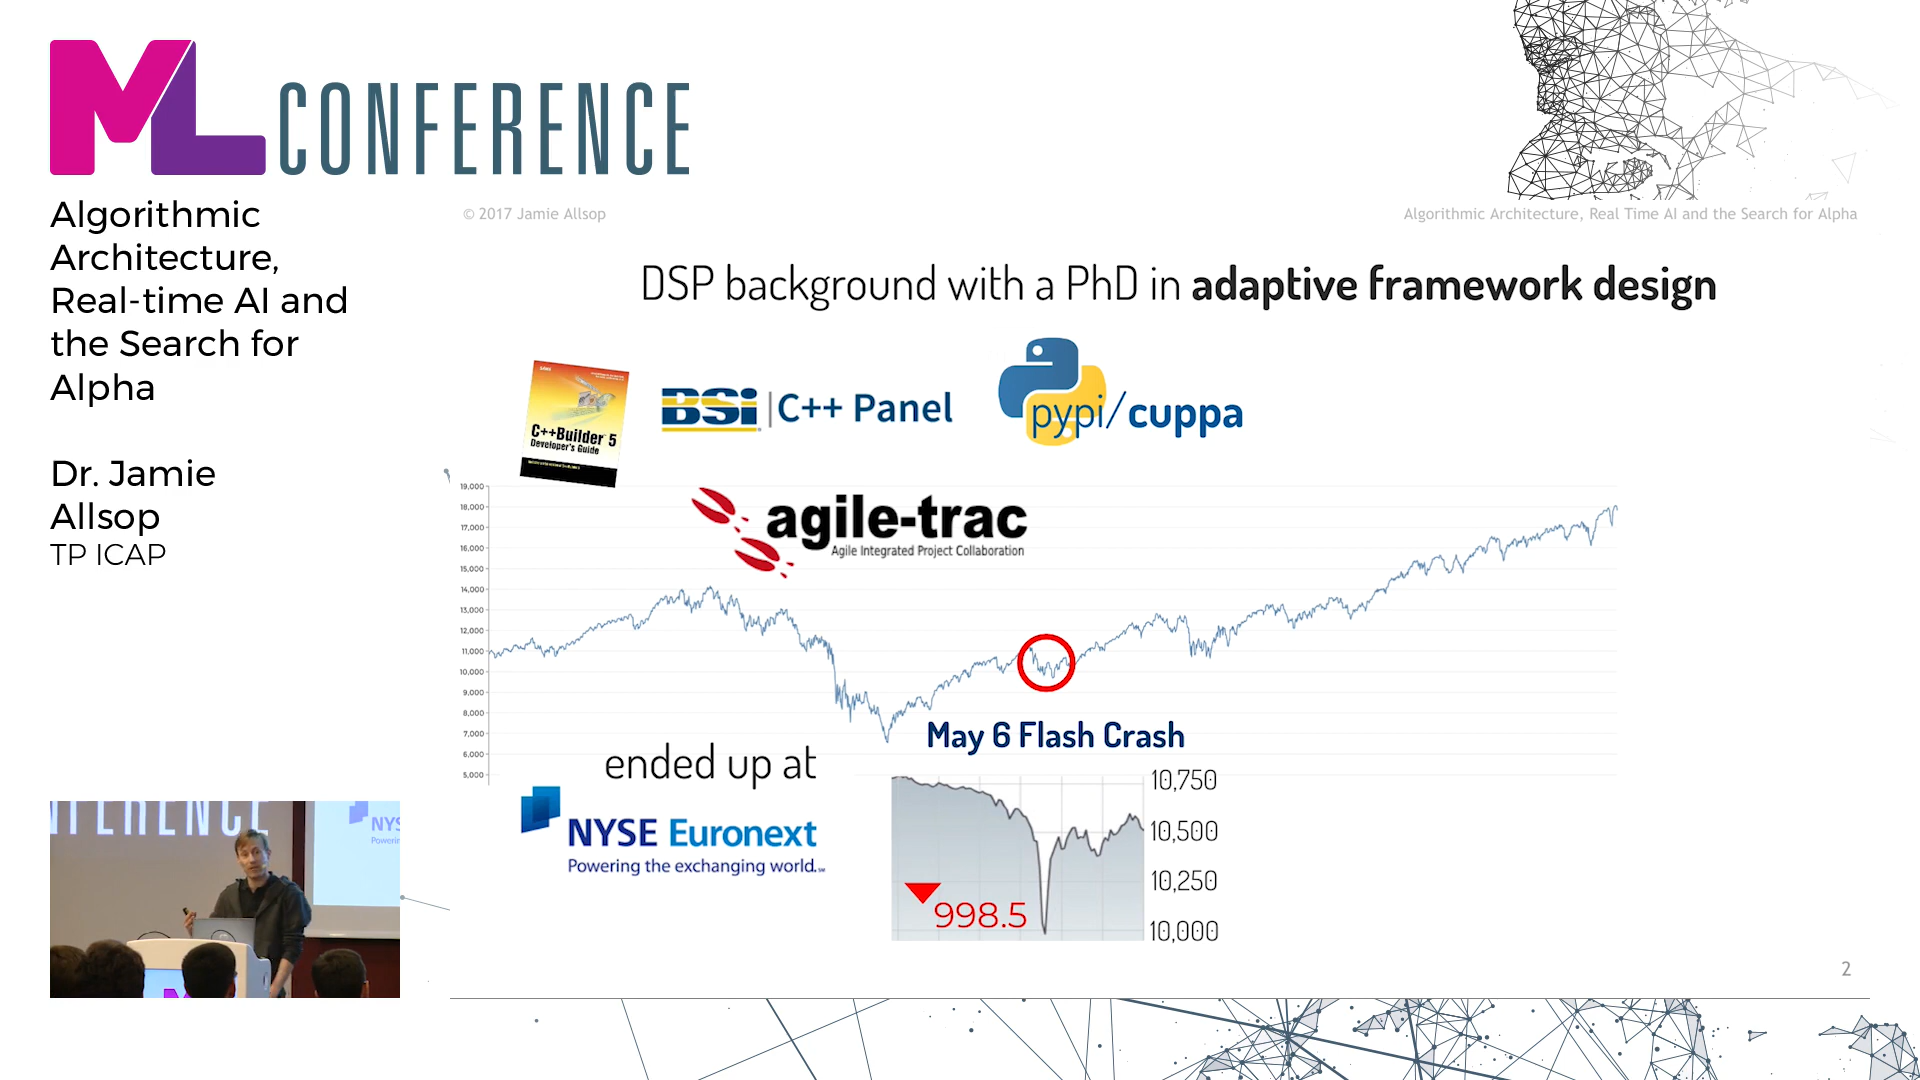 ML CONFERENCE
Algorithmic
Architecture,
Real-time AI and
the Search for
Alpha
Dr. Jamie
Allsop
TP ICAP
© 2017 Jamie Allsop
Algorithmic Architecture, Real Time AI and the Search for Alpha
DSP background with a PhD in adaptive framework design
C++Builder 5
Developer's Guide
BSi | C++ Panel
pypi/cuppa
agile-trac
Agile Integrated Project Collaboration
19,000
18,000
17,000
16,000
15,000
14,000
13,000
12,000
11,000
10,000
9,000
8,000
7,000
6,000
5,000
May 6 Flash Crash
ended up at
NYSE Euronext
Powering the exchanging world.
998.5
10,750
10,500
10,250
10,000
2
NFERENCE
NYS
Powerin